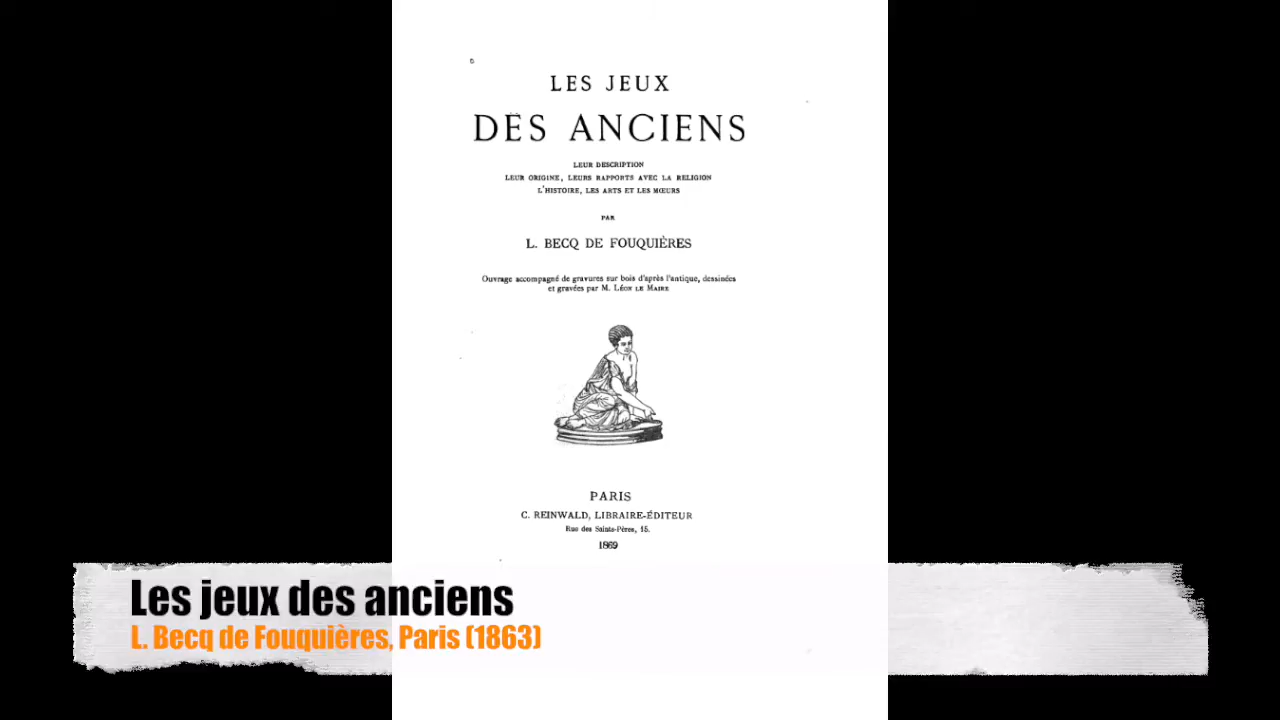 LES JEUX
DES ANCIENS
LEUR DESCRIPTION
LEUR ORIGINE, LEURS RAPPORTS AVEC LA RELIGION
L'HISTOIRE, LES ARTS ET LES MŒURS
PAR
L. BECQ DE FOUQUIÈRES
Ouvrage accompagné de gravures sur bois d'après l'antique, dessinées
et gravées par M. LÉON LE MAIRE
PARIS
C. REINWALD, LIBRAIRE-ÉDITEUR
Rue des Saints-Pères, 15.
1869
Les jeux des anciens
L. Becq de Fouquières, Paris (1863)